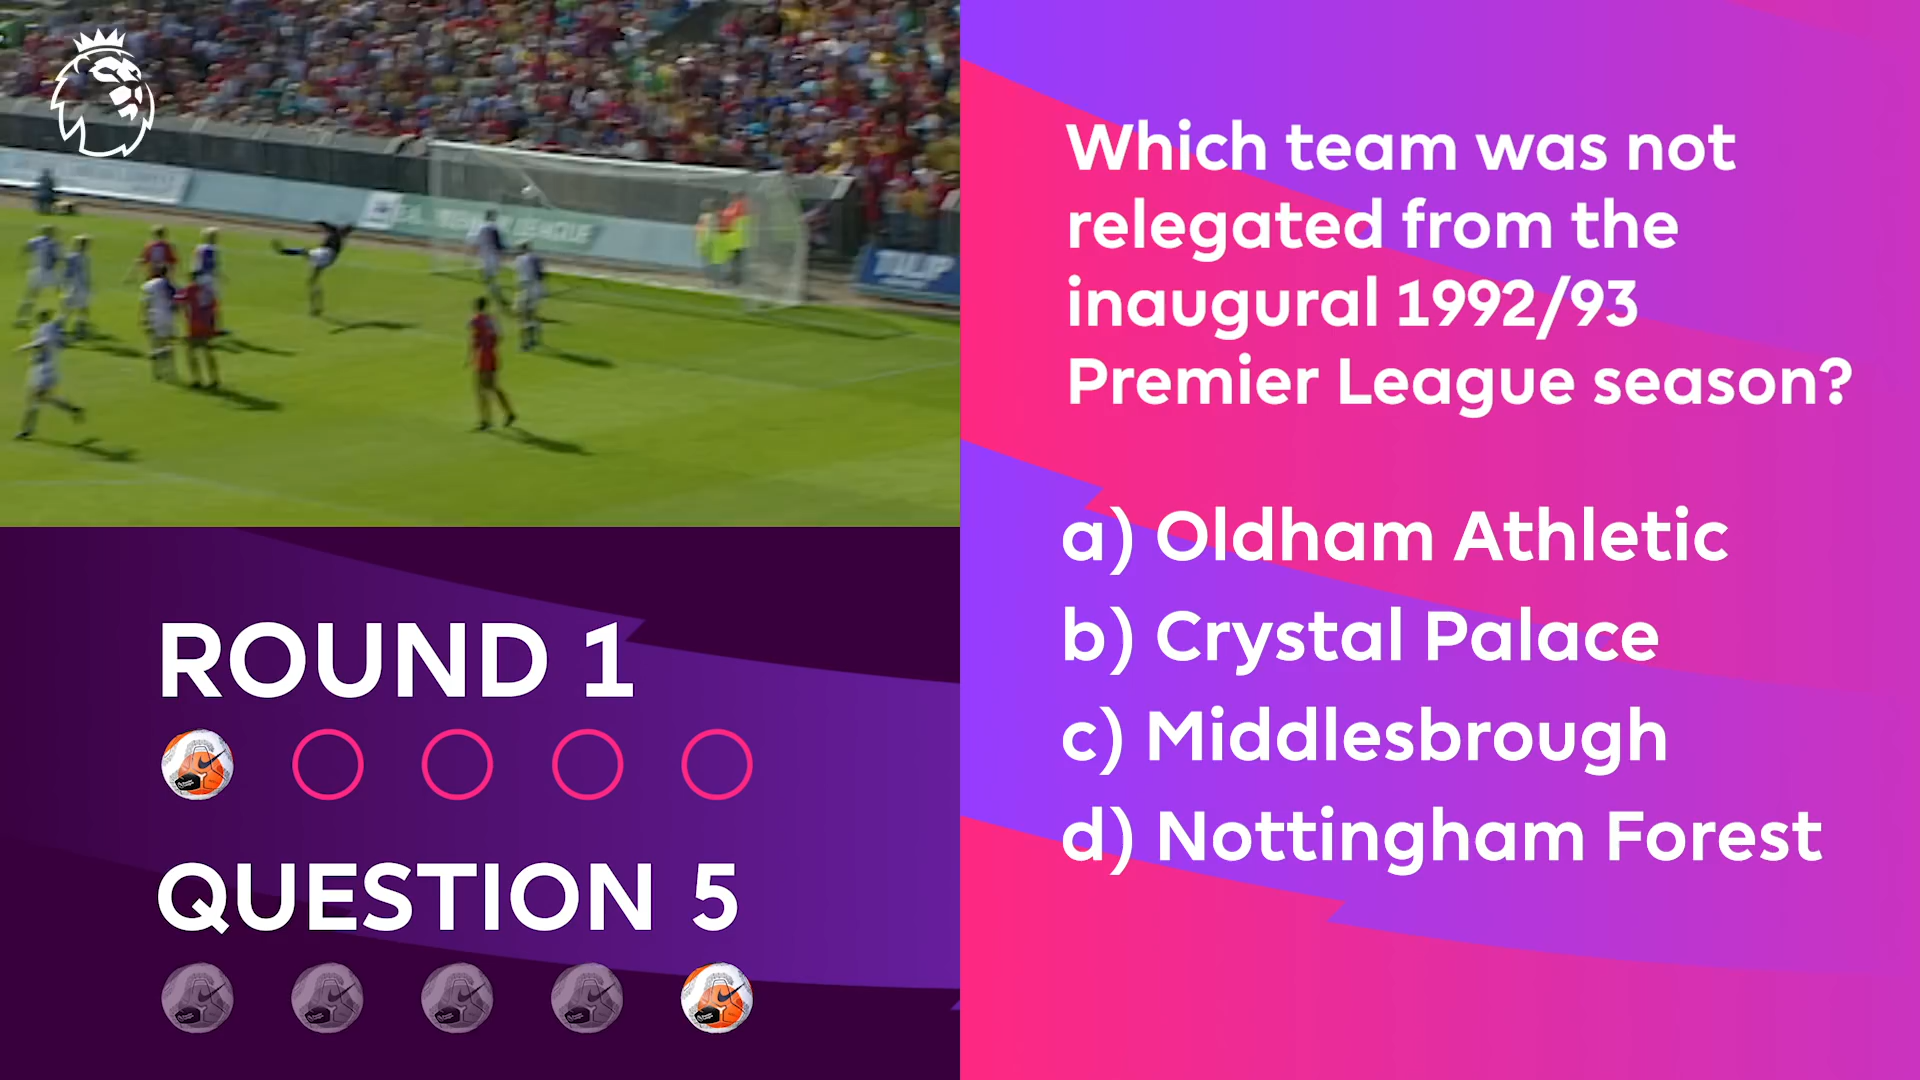 ROUND 1
QUESTION 5
Which team was not
relegated from the
inaugural 1992/93
Premier League season?
a) Oldham Athletic
b) Crystal Palace
c) Middlesbrough
d) Nottingham Forest